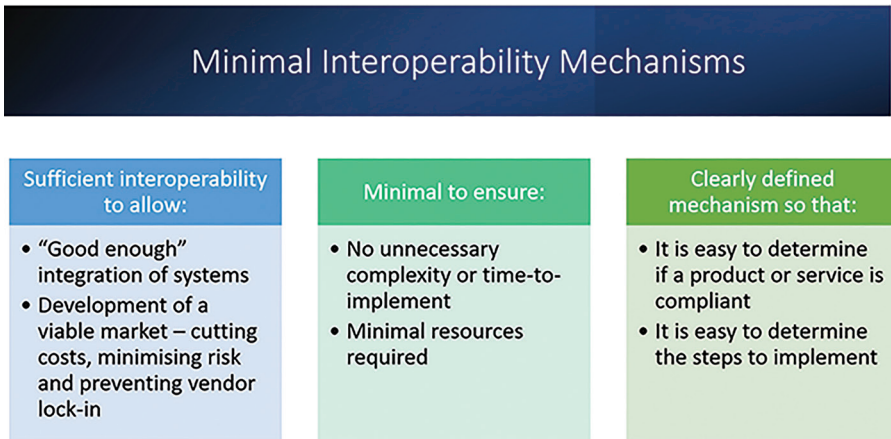 Minimal Interoperability Mechanisms
Sufficient interoperability
to allow:
• “Good enough”
integration of systems
• Development of a
viable market – cutting
costs, minimising risk
and preventing vendor
lock-in
Minimal to ensure:
• No unnecessary
complexity or time-to-
implement
• Minimal resources
required
Clearly defined
mechanism so that:
• It is easy to determine
if a product or service is
compliant
• It is easy to determine
the steps to implement